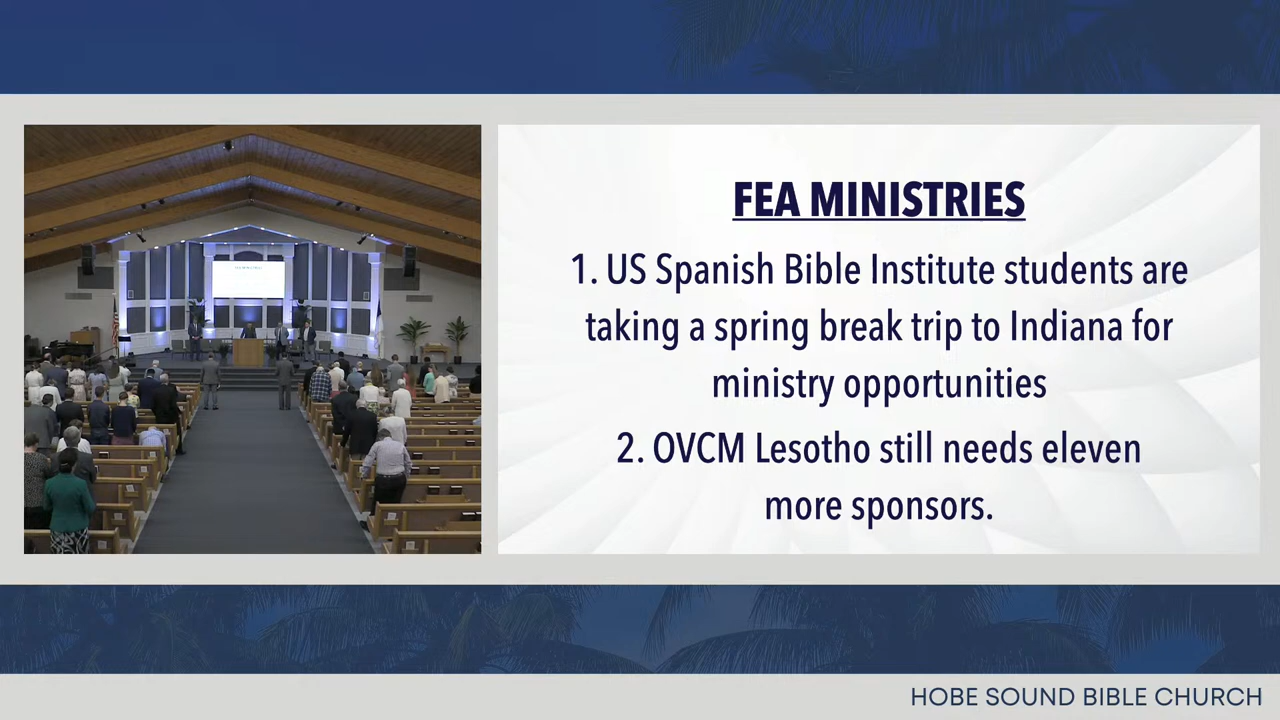 FEA MINISTRIES
1. US Spanish Bible Institute students are
taking a spring break trip to Indiana for
ministry opportunities
2. OVCM Lesotho still needs eleven
more sponsors.
HOBE SOUND BIBLE CHURCH